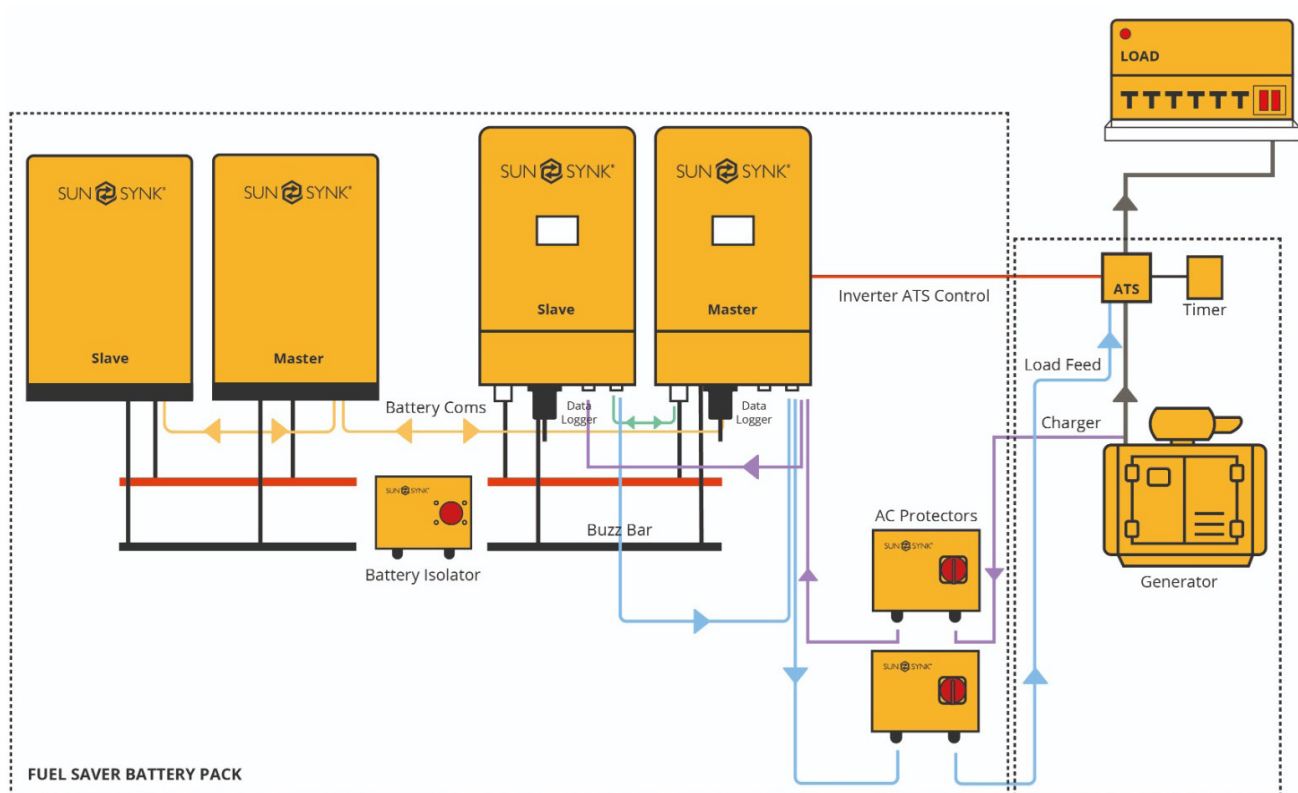 LOAD
SUN SYNK®
SUN SYNK®
SUN SYNK®
SUN SYNK®
Slave
Master
Slave
Master
Inverter ATS Control
ATS
Timer
Load Feed
Battery Coms
Data
Logger
Data
Logger
Charger
SUN SYNK®
Battery Isolator
Buzz Bar
AC Protectors
SUN SYNK®
Generator
SUN SYNK®
FUEL SAVER BATTERY PACK